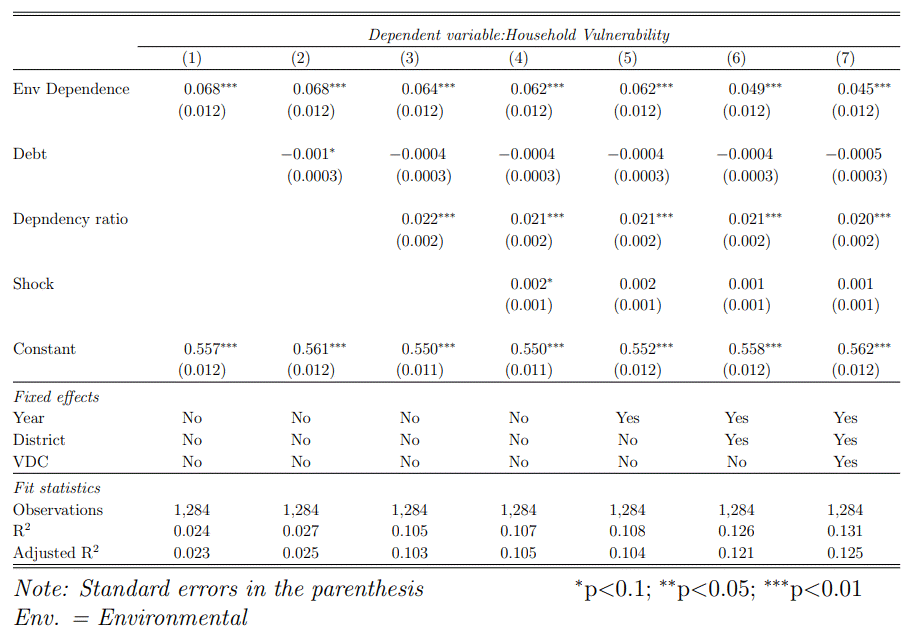 Dependent variable:Household Vulnerability
(1) (2) (3) (4) (5) (6) (7)
Env Dependence 0.068*** 0.068*** 0.064*** 0.062*** 0.062*** 0.049*** 0.045***
(0.012) (0.012) (0.012) (0.012) (0.012) (0.012) (0.012)
Debt −0.001* −0.0004 −0.0004 −0.0004 −0.0004 −0.0005
(0.0003) (0.0003) (0.0003) (0.0003) (0.0003) (0.0003)
Depndency ratio 0.022*** 0.021*** 0.021*** 0.021*** 0.020***
(0.002) (0.002) (0.002) (0.002) (0.002)
Shock 0.002* 0.002 0.001 0.001
(0.001) (0.001) (0.001) (0.001)
Constant 0.557*** 0.561*** 0.550*** 0.550*** 0.552*** 0.558*** 0.562***
(0.012) (0.012) (0.011) (0.011) (0.012) (0.012) (0.012)
Fixed effects
Year No No No No Yes Yes Yes
District No No No No No Yes Yes
VDC No No No No No No Yes
Fit statistics
Observations 1,284 1,284 1,284 1,284 1,284 1,284 1,284
R² 0.024 0.027 0.105 0.107 0.108 0.126 0.131
Adjusted R² 0.023 0.025 0.103 0.105 0.104 0.121 0.125
Note: Standard errors in the parenthesis *p<0.1; **p<0.05; ***p<0.01
Env. = Environmental